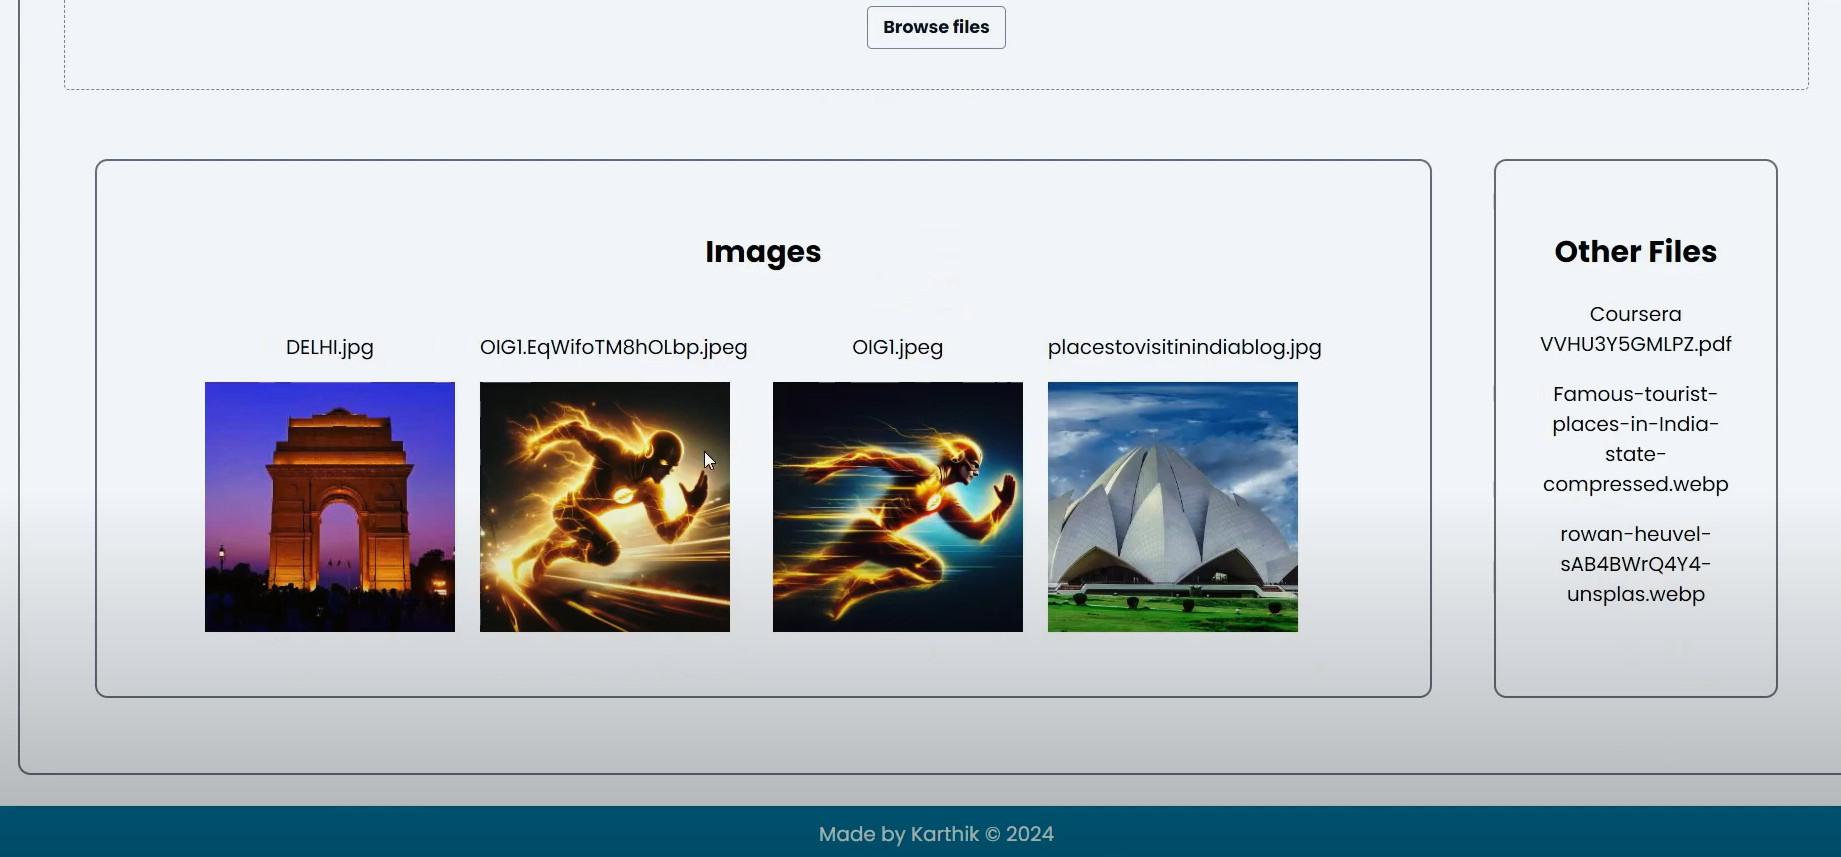 Browse files
Images
DELHI.jpg
OIG1.EqWifoTM8hOLbp.jpeg
OIG1.jpeg
placestovisitinindiablog.jpg
Other Files
Coursera
VVHU3Y5GMLPZ.pdf
Famous-tourist-
places-in-India-
state-
compressed.webp
rowan-heuvel-
sAB4BWrQ4Y4-
unsplas.webp
Made by Karthik © 2024